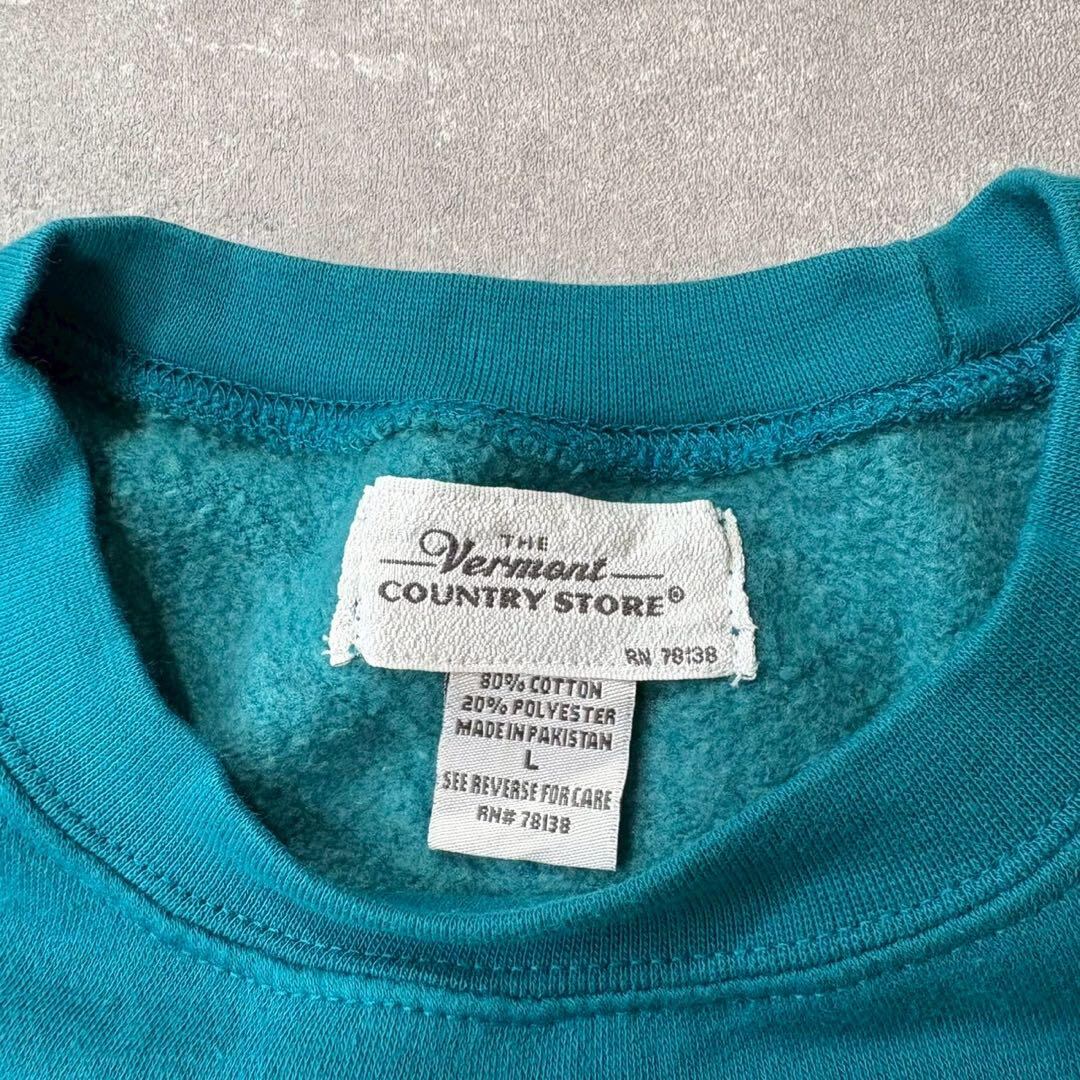 THE
Vermont
COUNTRY STORE®
RN 78138
80% COTTON
20% POLYESTER
MADE IN PAKISTAN
L
SEE REVERSE FOR CARE
RN# 78138